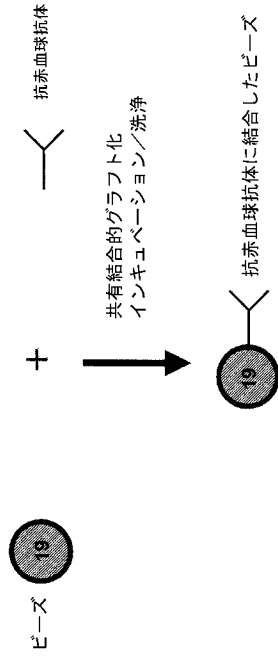 ビーズ
19
+
抗赤血球抗体
共有結合的グラフト化
インキュベーション／洗浄
19
抗赤血球抗体に結合したビーズ